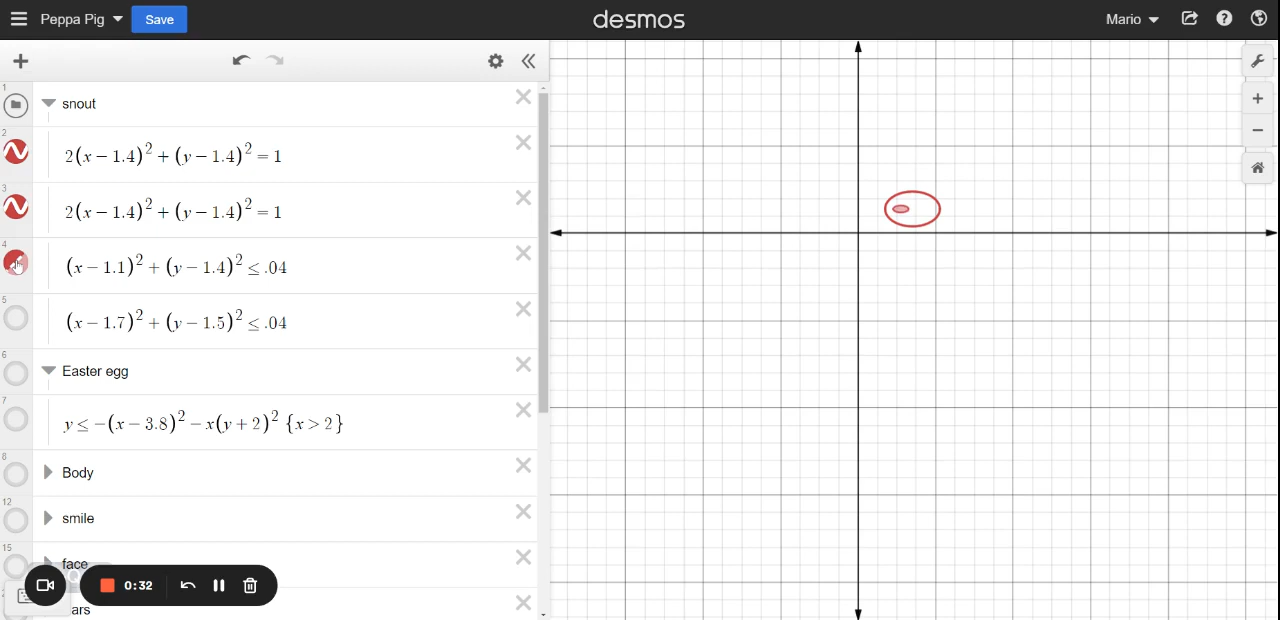 Peppa Pig Save desmos Mario
1 snout
2 2(x − 1.4)² + (y − 1.4)² = 1
3 2(x − 1.4)² + (y − 1.4)² = 1
4 (x − 1.1)² + (y − 1.4)² ≤ .04
5 (x − 1.7)² + (y − 1.5)² ≤ .04
6 Easter egg
7 y ≤ −(x − 3.8)² − x(y + 2)² {x > 2}
8 Body
12 smile
15 face
0:32